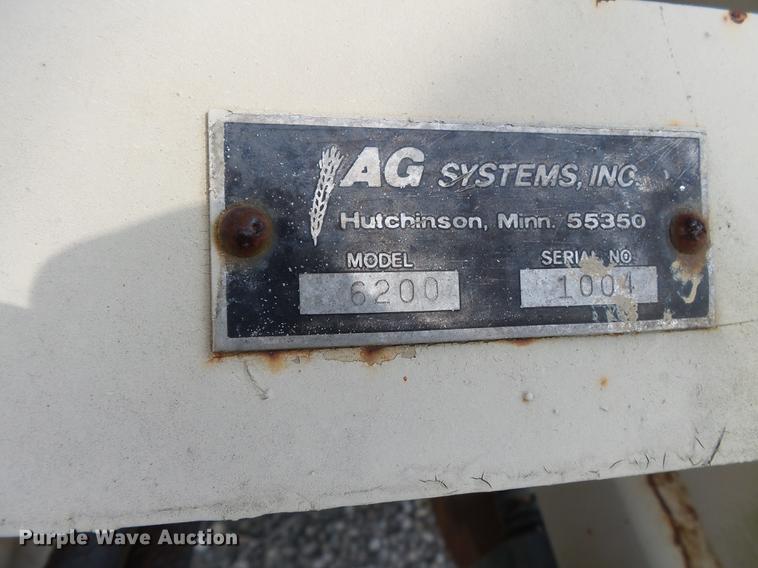 AG SYSTEMS, INC.
Hutchinson, Minn. 55350
MODEL SERIAL NO
6200 1004
Purple Wave Auction